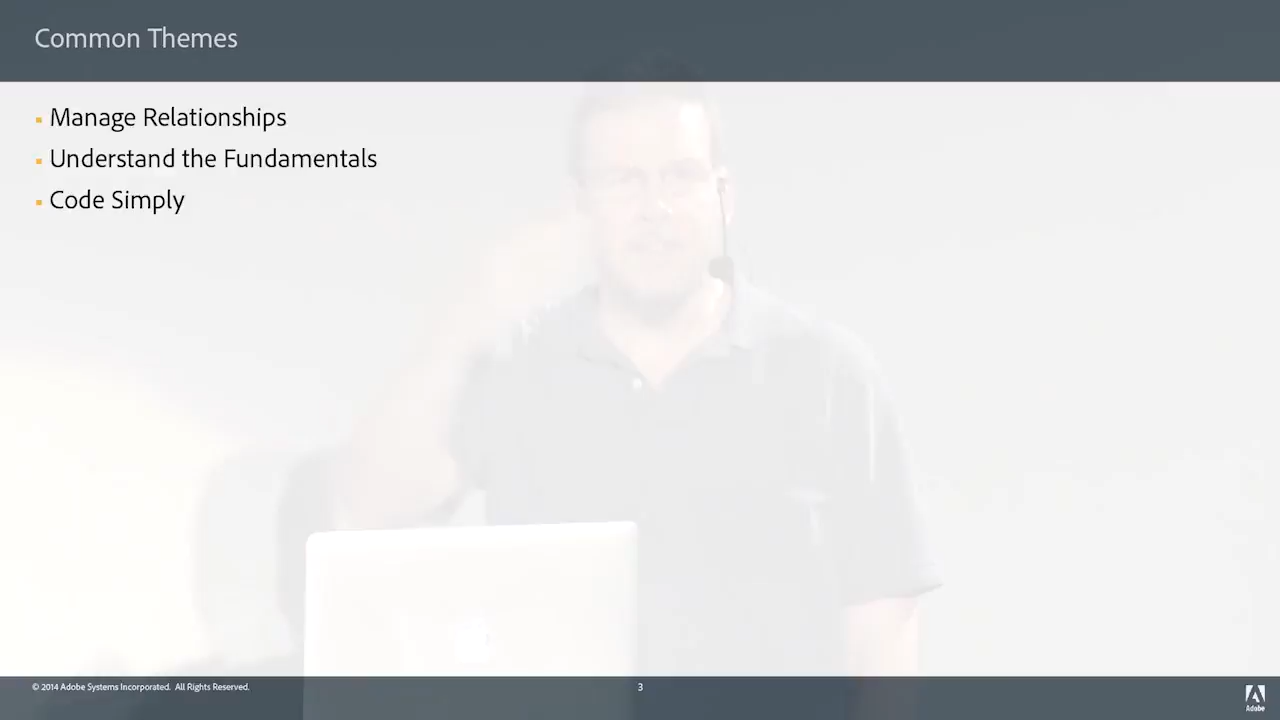 Common Themes
Manage Relationships
Understand the Fundamentals
Code Simply
© 2014 Adobe Systems Incorporated. All Rights Reserved.
3
Adobe